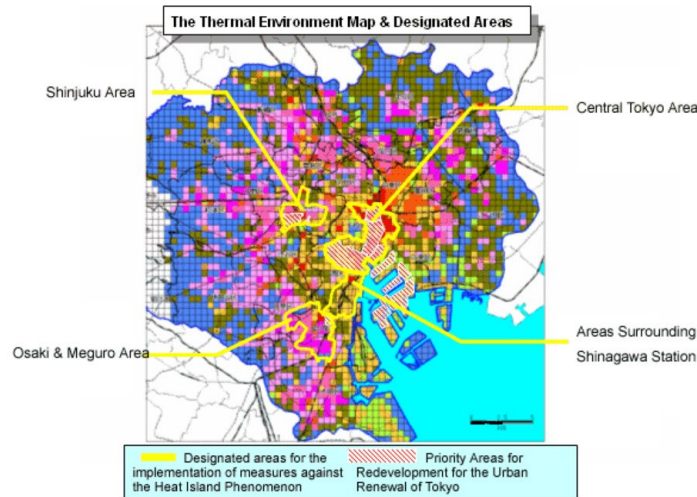 The Thermal Environment Map & Designated Areas
Shinjuku Area
Central Tokyo Area
Osaki & Meguro Area
Areas Surrounding
Shinagawa Station
Designated areas for the
implementation of measures against
the Heat Island Phenomenon
Priority Areas for
Redevelopment for the Urban
Renewal of Tokyo